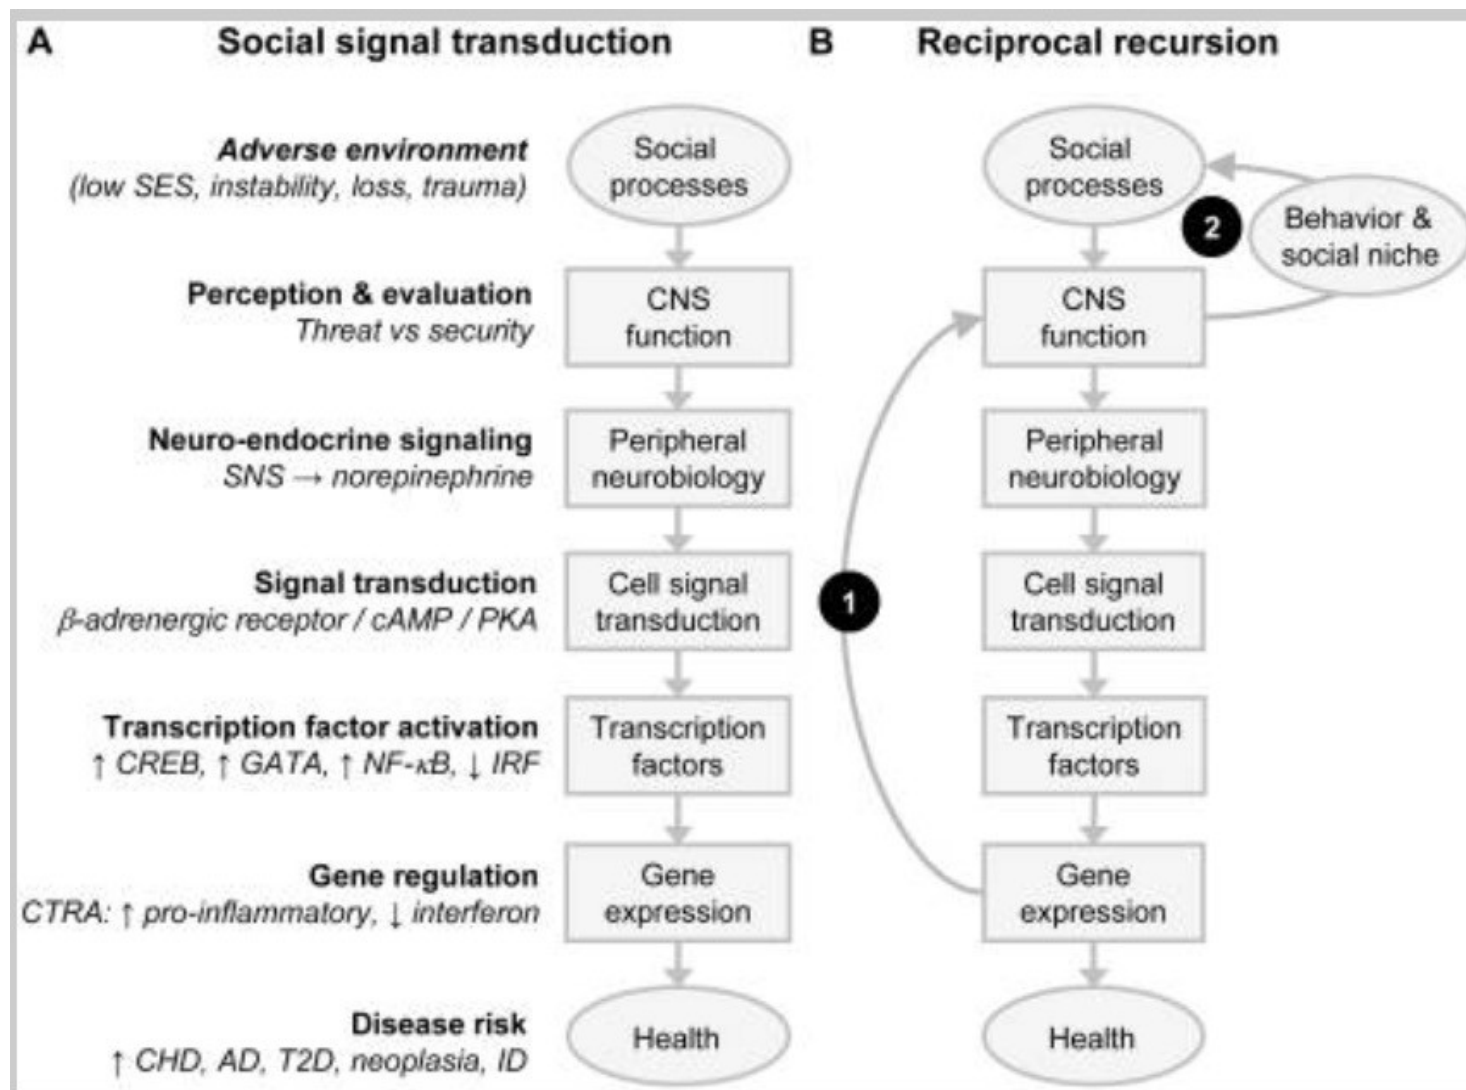 A Social signal transduction
Adverse environment
(low SES, instability, loss, trauma)
Social
processes
Perception & evaluation
Threat vs security
CNS
function
Neuro-endocrine signaling
SNS → norepinephrine
Peripheral
neurobiology
Signal transduction
β-adrenergic receptor / cAMP / PKA
Cell signal
transduction
Transcription factor activation
↑ CREB, ↑ GATA, ↑ NF-κB, ↓ IRF
Transcription
factors
Gene regulation
CTRA: ↑ pro-inflammatory, ↓ interferon
Gene
expression
Disease risk
↑ CHD, AD, T2D, neoplasia, ID
Health
B Reciprocal recursion
Social
processes
2
Behavior &
social niche
CNS
function
Peripheral
neurobiology
1
Cell signal
transduction
Transcription
factors
Gene
expression
Health